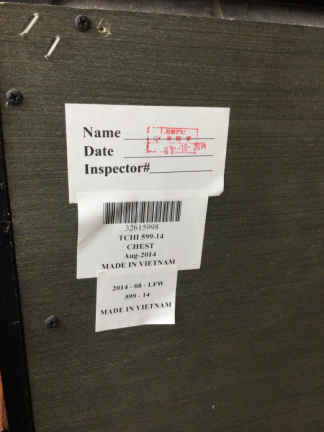 Name
Date
Inspector#
32615998
TCHI 599-14
CHEST
Aug-2014
MADE IN VIETNAM
2014 - 08 - LFW
599 - 14
MADE IN VIETNAM